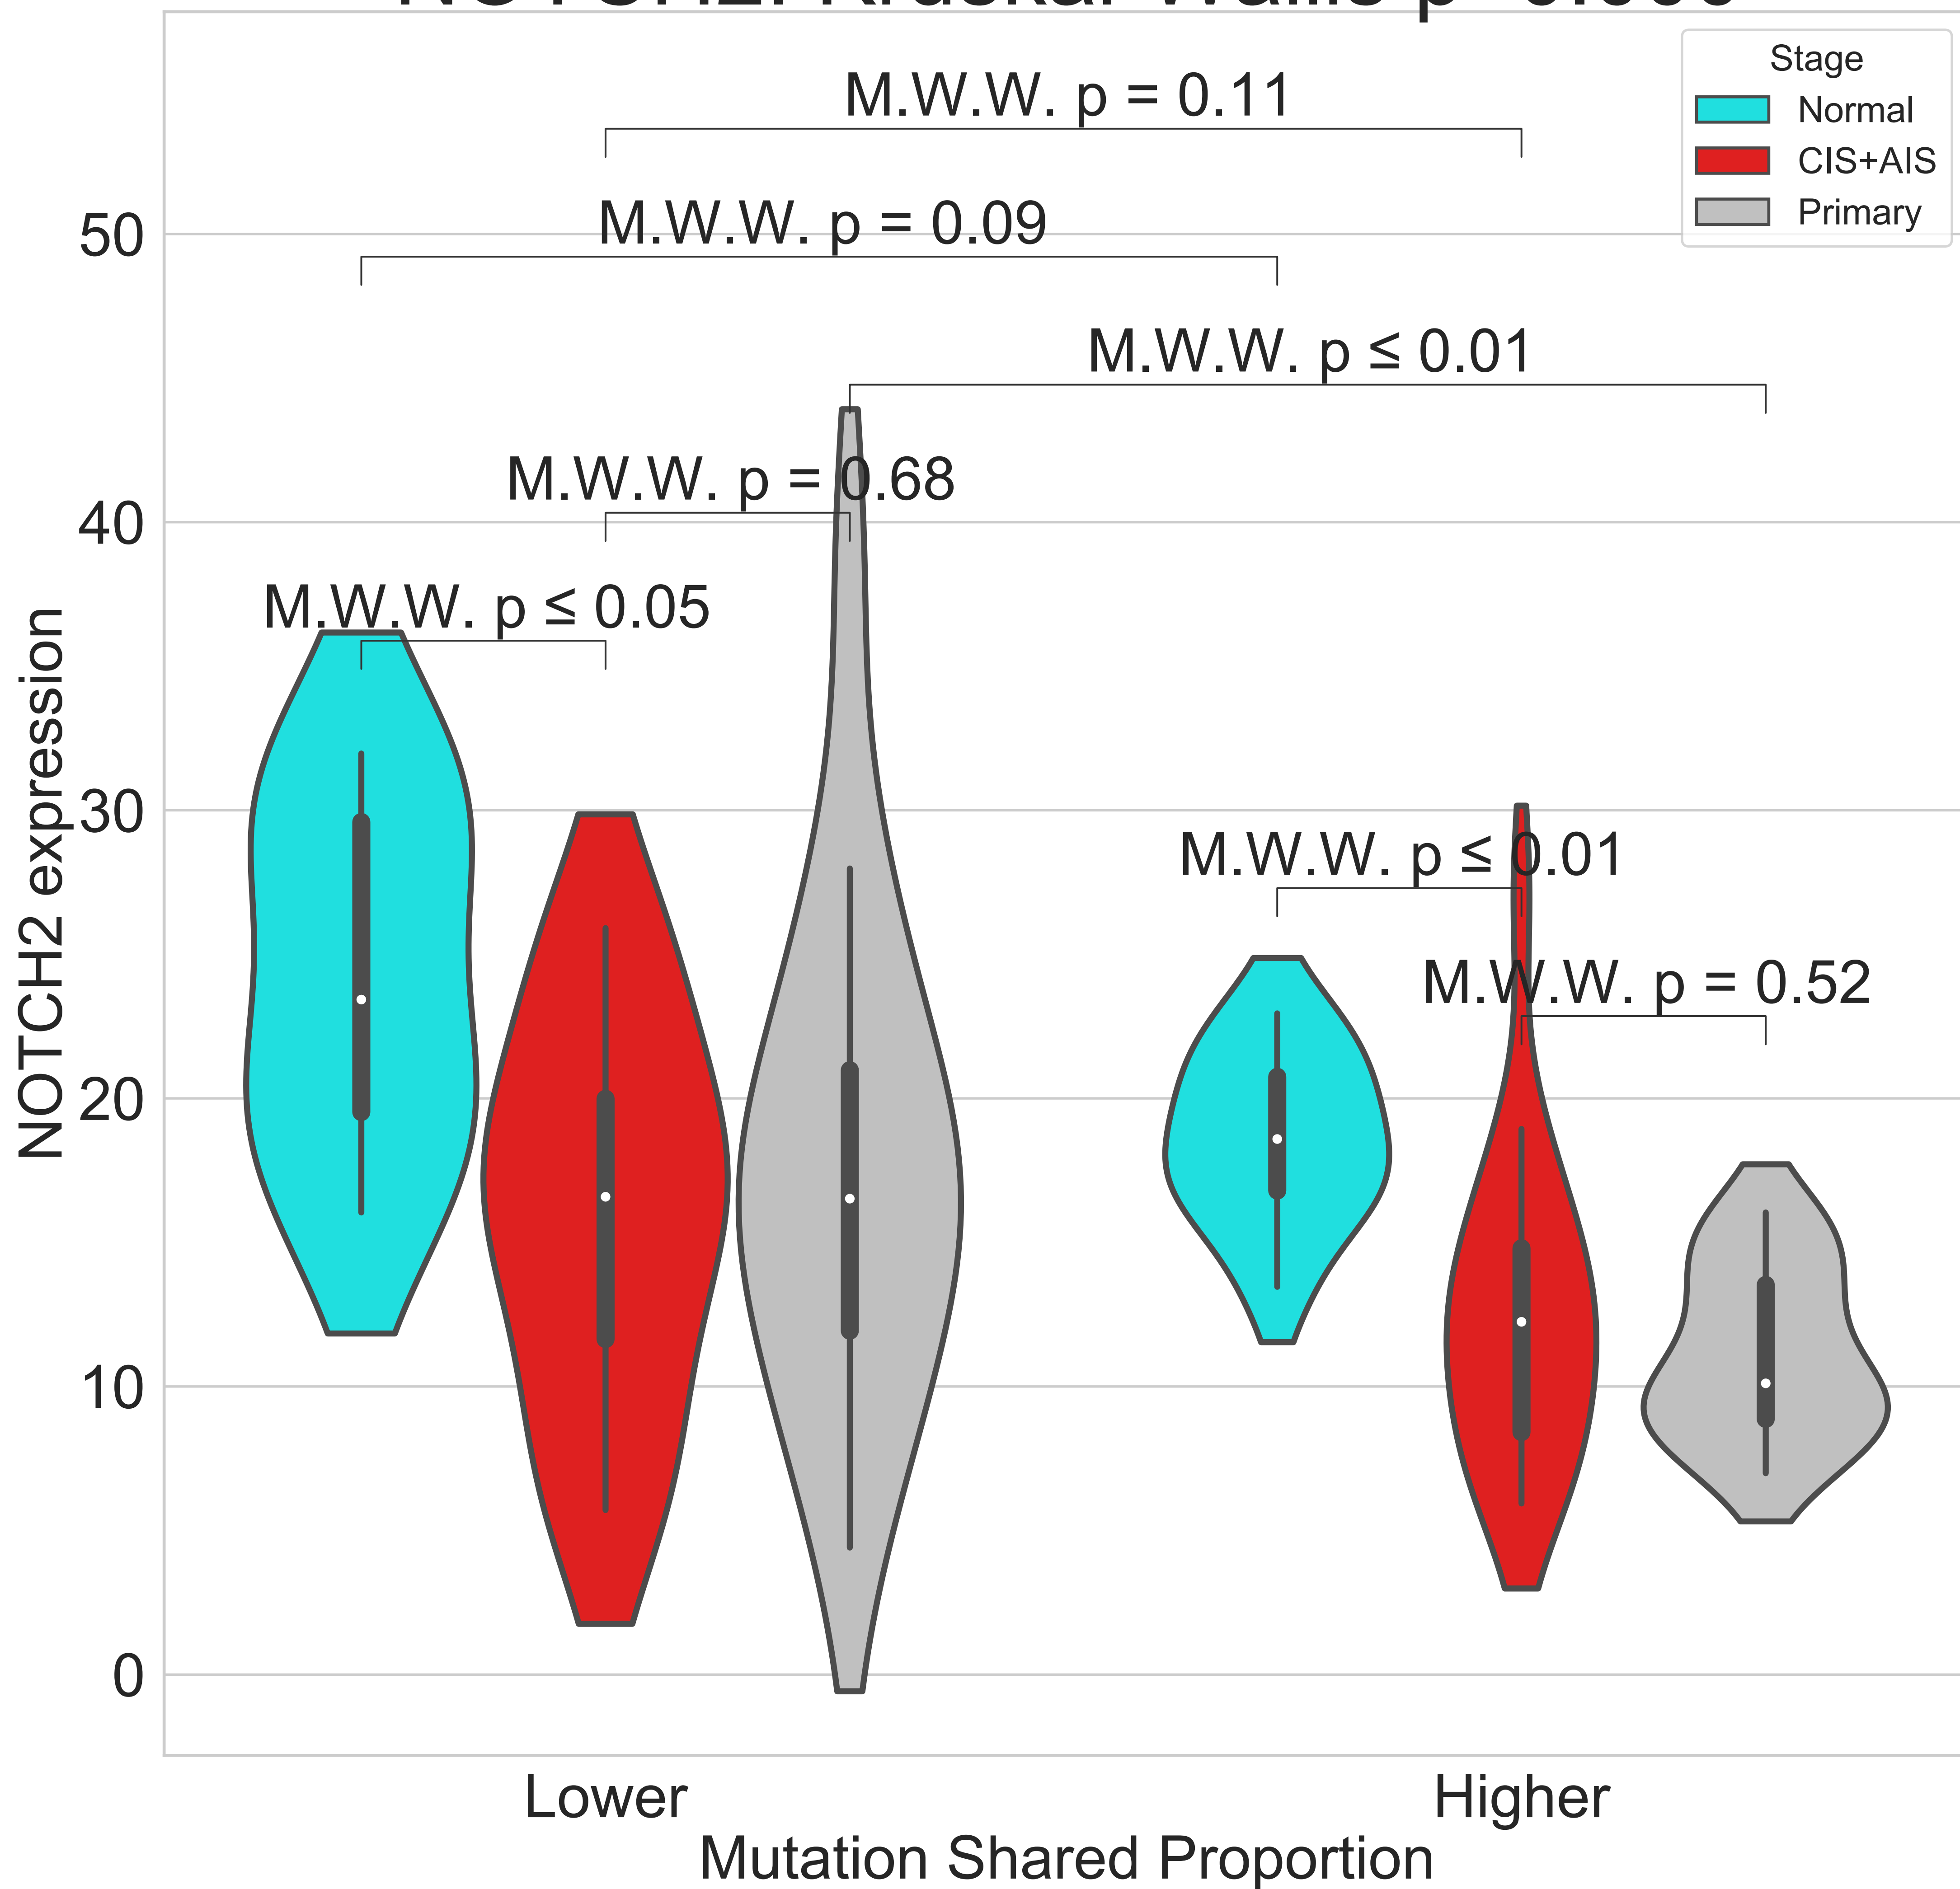 Stage
Normal
CIS+AIS
Primary
M.W.W. p = 0.11
M.W.W. p = 0.09
M.W.W. p ≤ 0.01
M.W.W. p = 0.68
M.W.W. p ≤ 0.05
M.W.W. p ≤ 0.01
M.W.W. p = 0.52
NOTCH2 expression
50
40
30
20
10
0
Lower
Higher
Mutation Shared Proportion